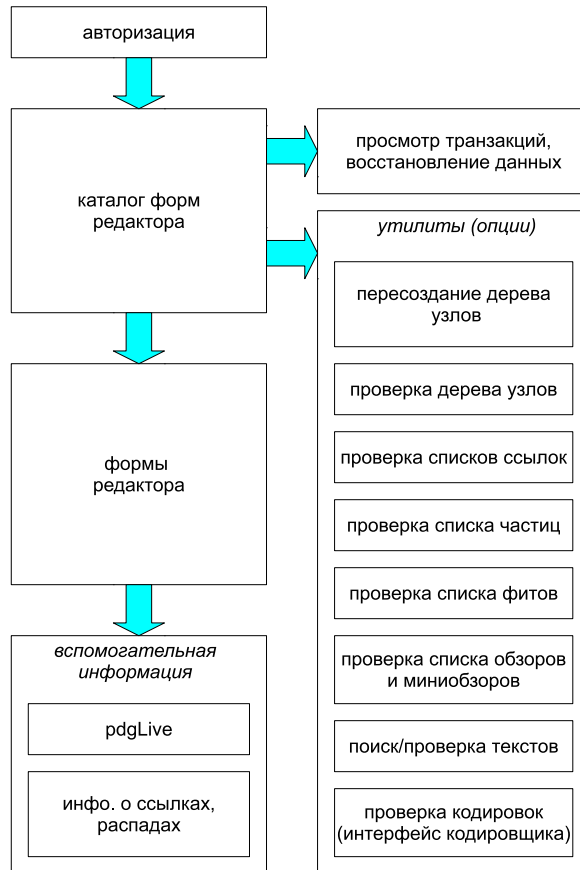 авторизация
каталог форм
редактора
просмотр транзакций,
восстановление данных
утилиты (опции)
пересоздание дерева
узлов
проверка дерева узлов
проверка списков ссылок
проверка списка частиц
проверка списка фитов
проверка списка обзоров
и миниобзоров
поиск/проверка текстов
проверка кодировок
(интерфейс кодировщика)
формы
редактора
вспомогательная
информация
pdgLive
инфо. о ссылках,
распадах